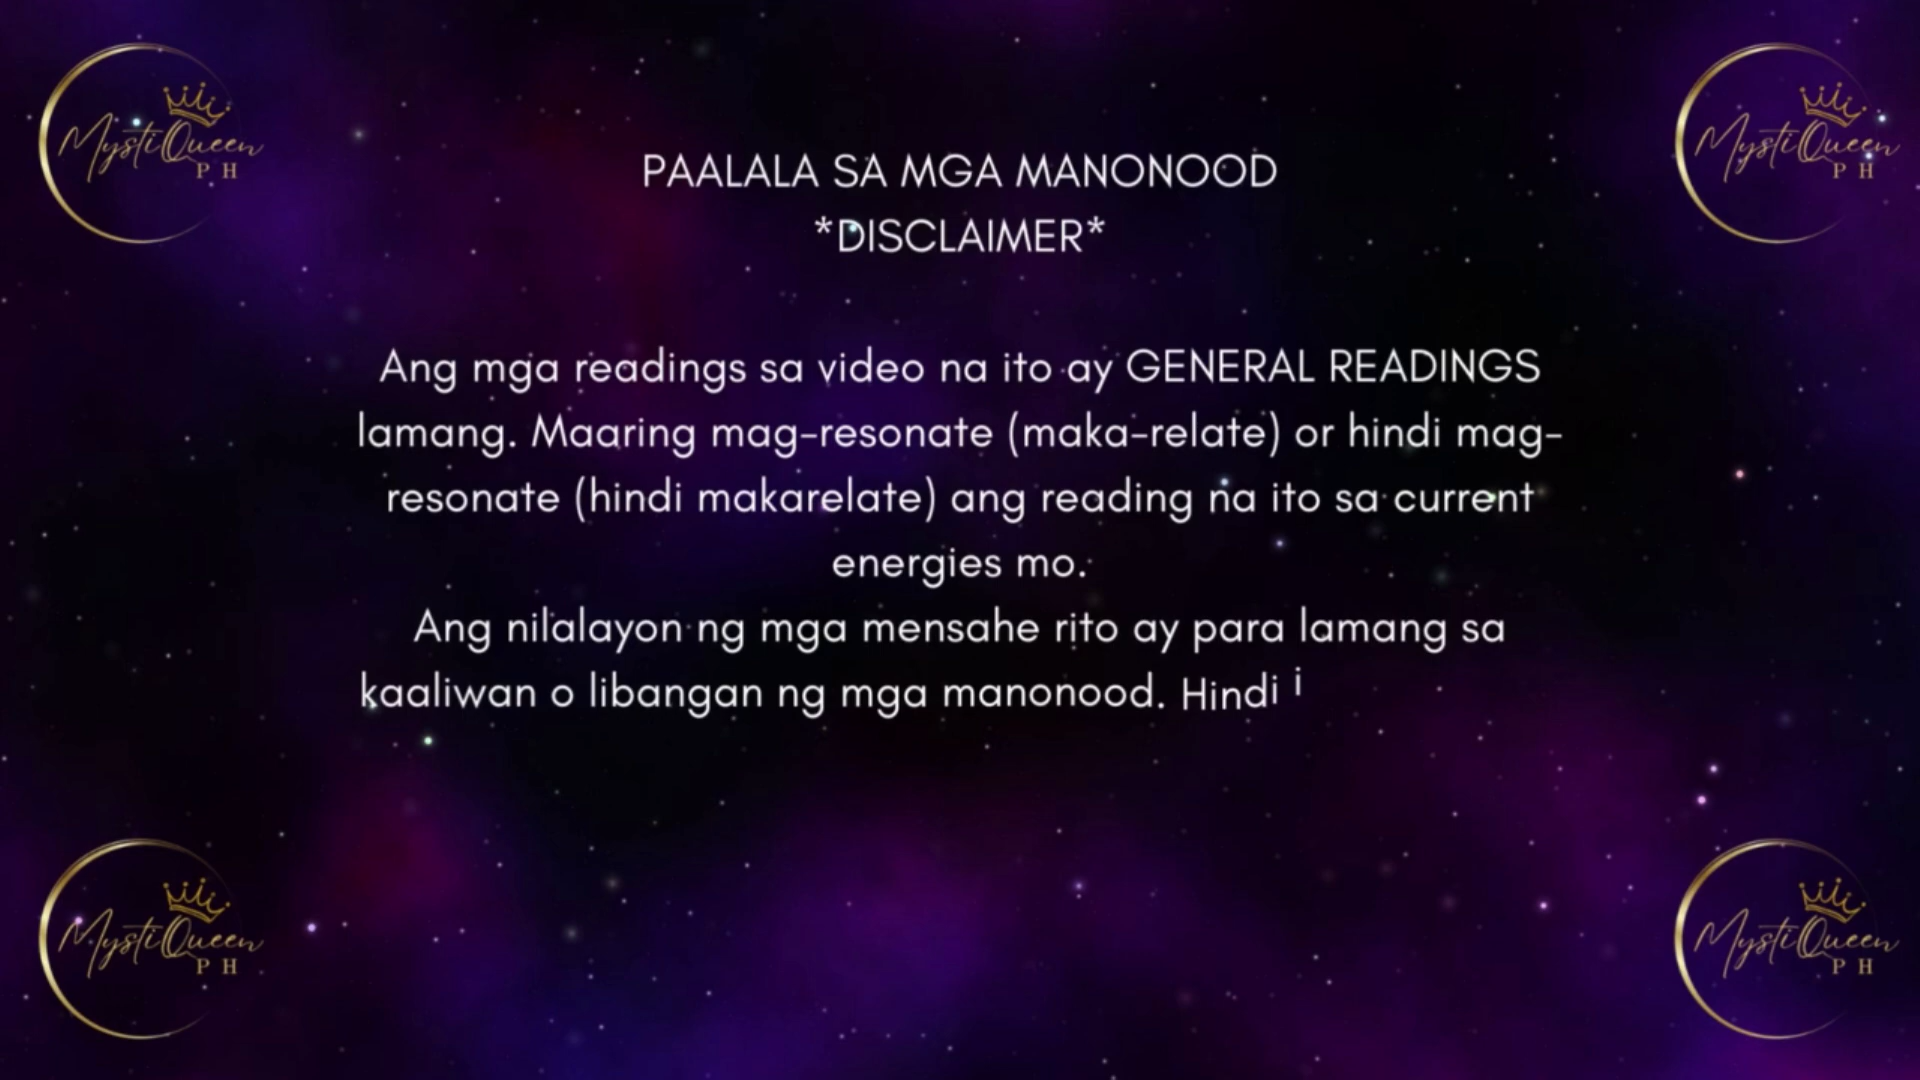 MystiQueen
PH
MystiQueen
PH
PAALALA SA MGA MANONOOD
*DISCLAIMER*
Ang mga readings sa video na ito ay GENERAL READINGS
lamang. Maaring mag-resonate (maka-relate) or hindi mag-
resonate (hindi makarelate) ang reading na ito sa current
energies mo.
Ang nilalayon ng mga mensahe rito ay para lamang sa
kaaliwan o libangan ng mga manonood. Hindi i
MystiQueen
PH
MystiQueen
PH